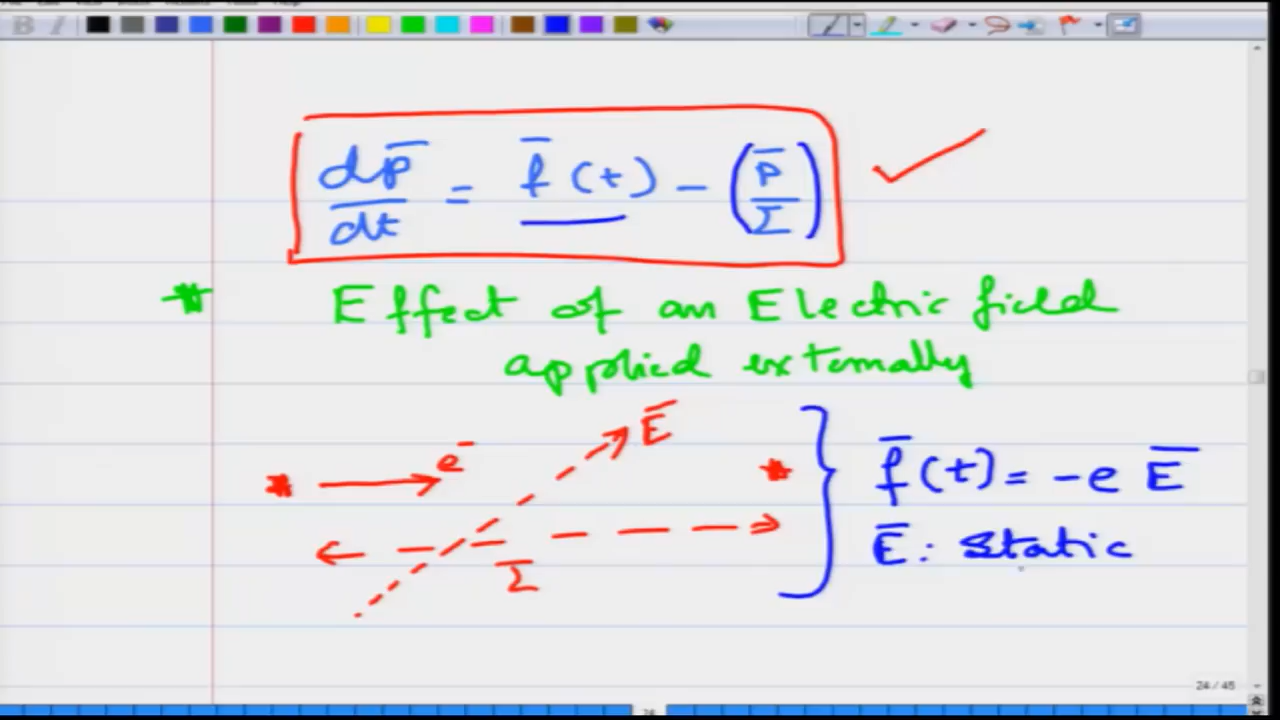 dp̄/dt = f̄(t) − (p̄/Σ)
* Effect of an Electric field
applied externally
* e⁻ Ē *
Σ
f̄(t) = -e Ē
Ē: Static
24 / 45